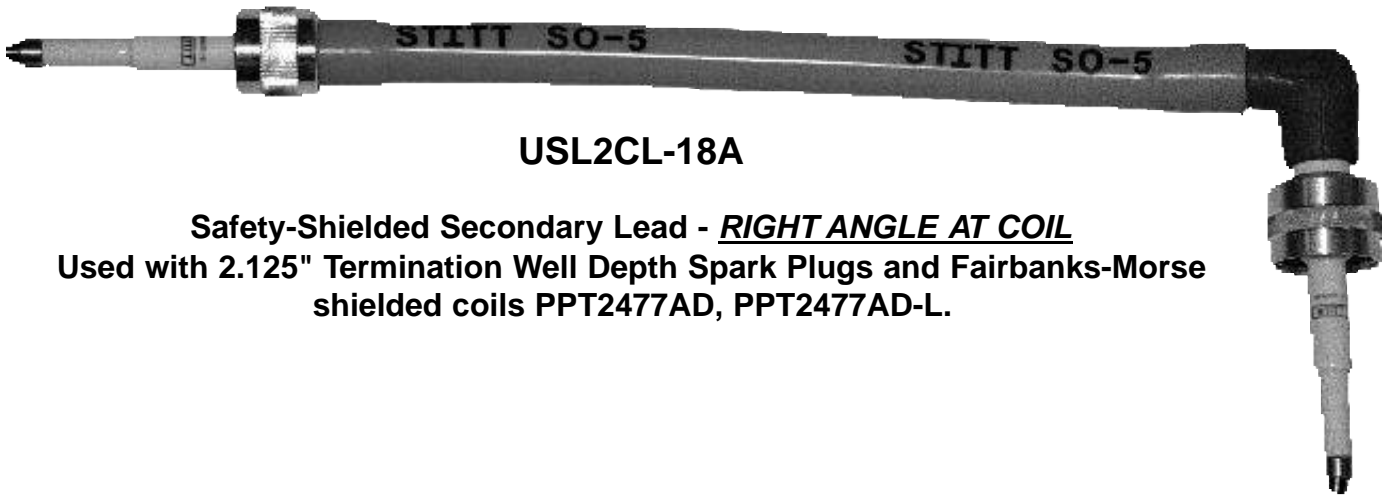 STITT SO-5 STITT SO-5
USL2CL-18A
Safety-Shielded Secondary Lead - RIGHT ANGLE AT COIL
Used with 2.125" Termination Well Depth Spark Plugs and Fairbanks-Morse
shielded coils PPT2477AD, PPT2477AD-L.